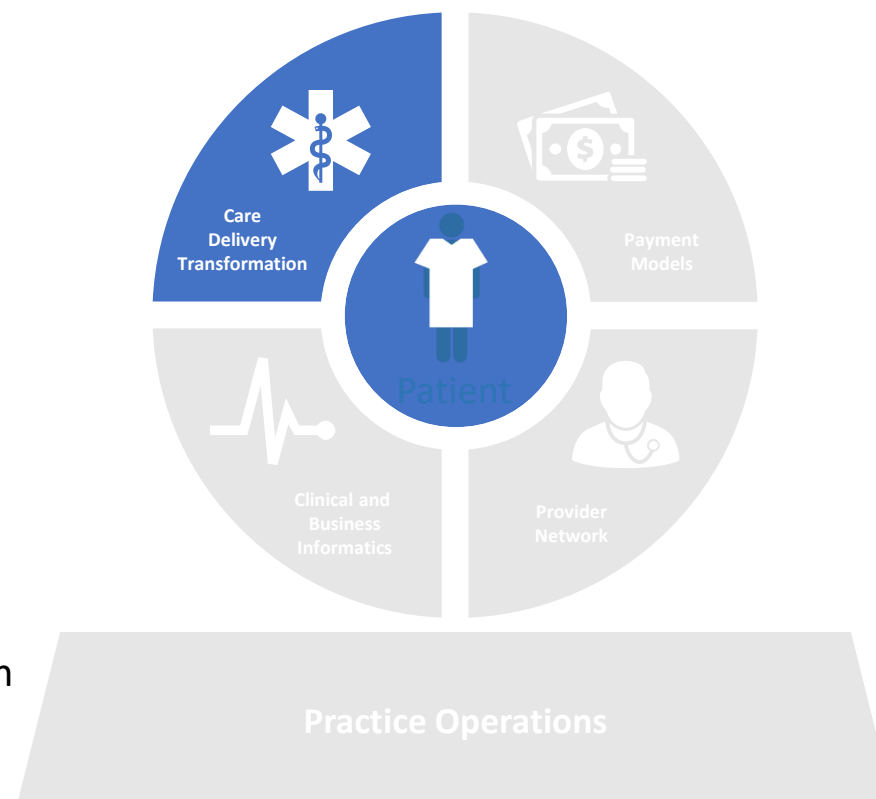 Care
Delivery
Transformation
Payment
Models
Patient
Clinical and
Business
Informatics
Provider
Network
Practice Operations